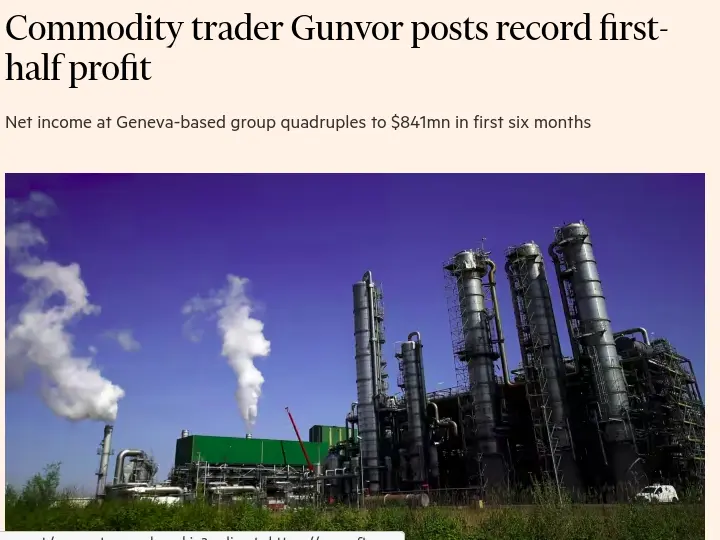 Commodity trader Gunvor posts record first-
half profit
Net income at Geneva-based group quadruples to $841mn in first six months